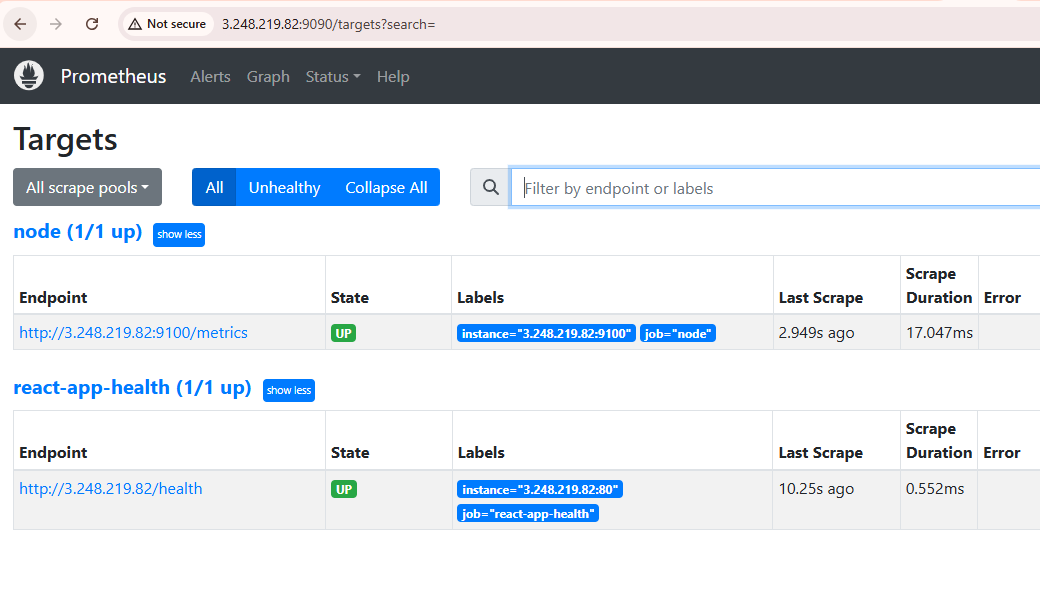 Not secure 3.248.219.82:9090/targets?search=
Prometheus Alerts Graph Status Help
Targets
All scrape pools All Unhealthy Collapse All Filter by endpoint or labels
node (1/1 up) show less
Endpoint State Labels Last Scrape Scrape Duration Error
http://3.248.219.82:9100/metrics UP instance="3.248.219.82:9100" job="node" 2.949s ago 17.047ms
react-app-health (1/1 up) show less
Endpoint State Labels Last Scrape Scrape Duration Error
http://3.248.219.82/health UP instance="3.248.219.82:80" 10.25s ago 0.552ms
job="react-app-health"